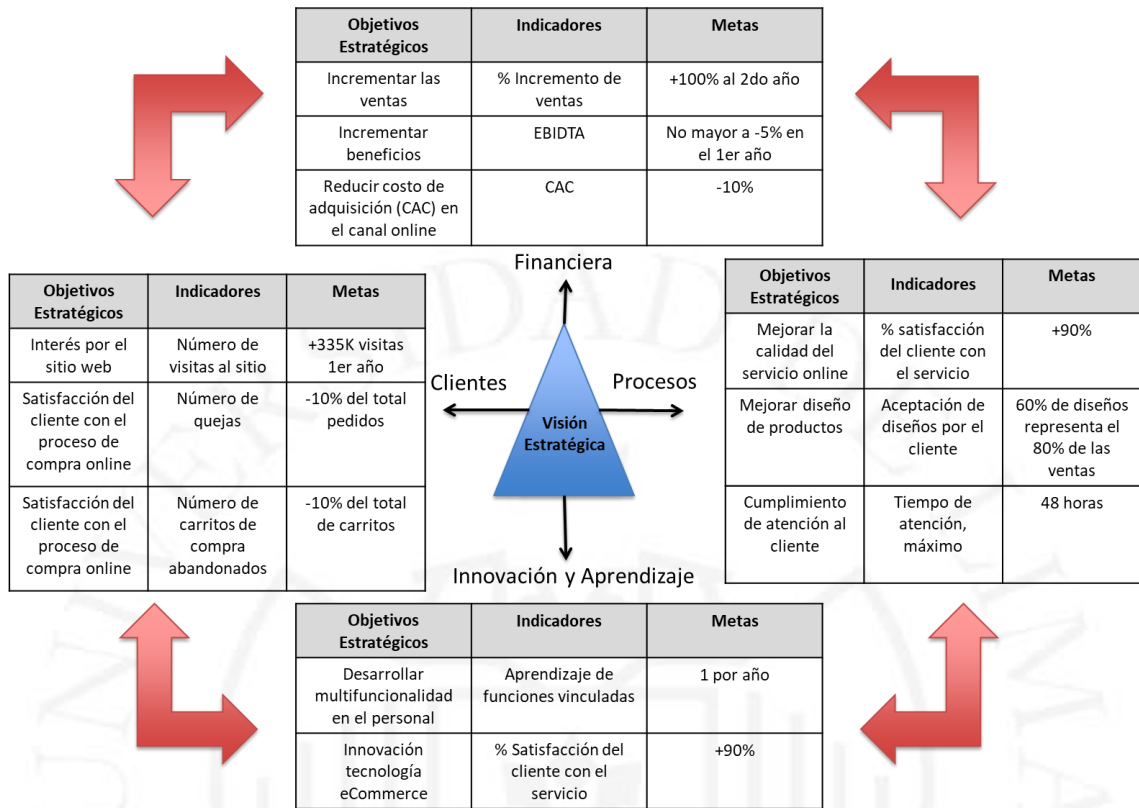 Objetivos Estratégicos Indicadores Metas
Incrementar las ventas % Incremento de ventas +100% al 2do año
Incrementar beneficios EBIDTA No mayor a -5% en el 1er año
Reducir costo de adquisición (CAC) en el canal online CAC -10%
Financiera
Objetivos Estratégicos Indicadores Metas
Interés por el sitio web Número de visitas al sitio +335K visitas 1er año
Satisfacción del cliente con el proceso de compra online Número de quejas -10% del total pedidos
Satisfacción del cliente con el proceso de compra online Número de carritos de compra abandonados -10% del total de carritos
Clientes
Procesos
Visión
Estratégica
Objetivos Estratégicos Indicadores Metas
Mejorar la calidad del servicio online % satisfacción del cliente con el servicio +90%
Mejorar diseño de productos Aceptación de diseños por el cliente 60% de diseños representa el 80% de las ventas
Cumplimiento de atención al cliente Tiempo de atención, máximo 48 horas
Innovación y Aprendizaje
Objetivos Estratégicos Indicadores Metas
Desarrollar multifuncionalidad en el personal Aprendizaje de funciones vinculadas 1 por año
Innovación tecnología eCommerce % Satisfacción del cliente con el servicio +90%